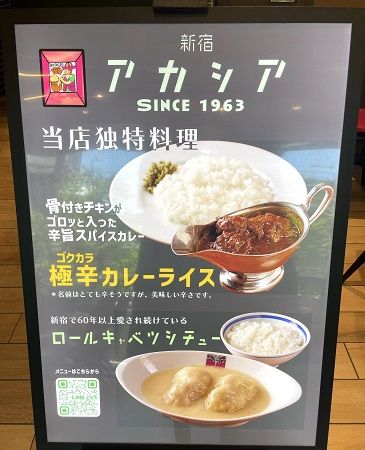 新宿
アカシア
SINCE 1963
当店独特料理
骨付きチキンが
ゴロッと入った
辛旨スパイスカレー
ゴクカラ
極辛カレーライス
*名前はとても辛そうですが、美味しい辛さです。
新宿で60年以上愛され続けている
ロールキャベツシチュー
メニューはこちらから